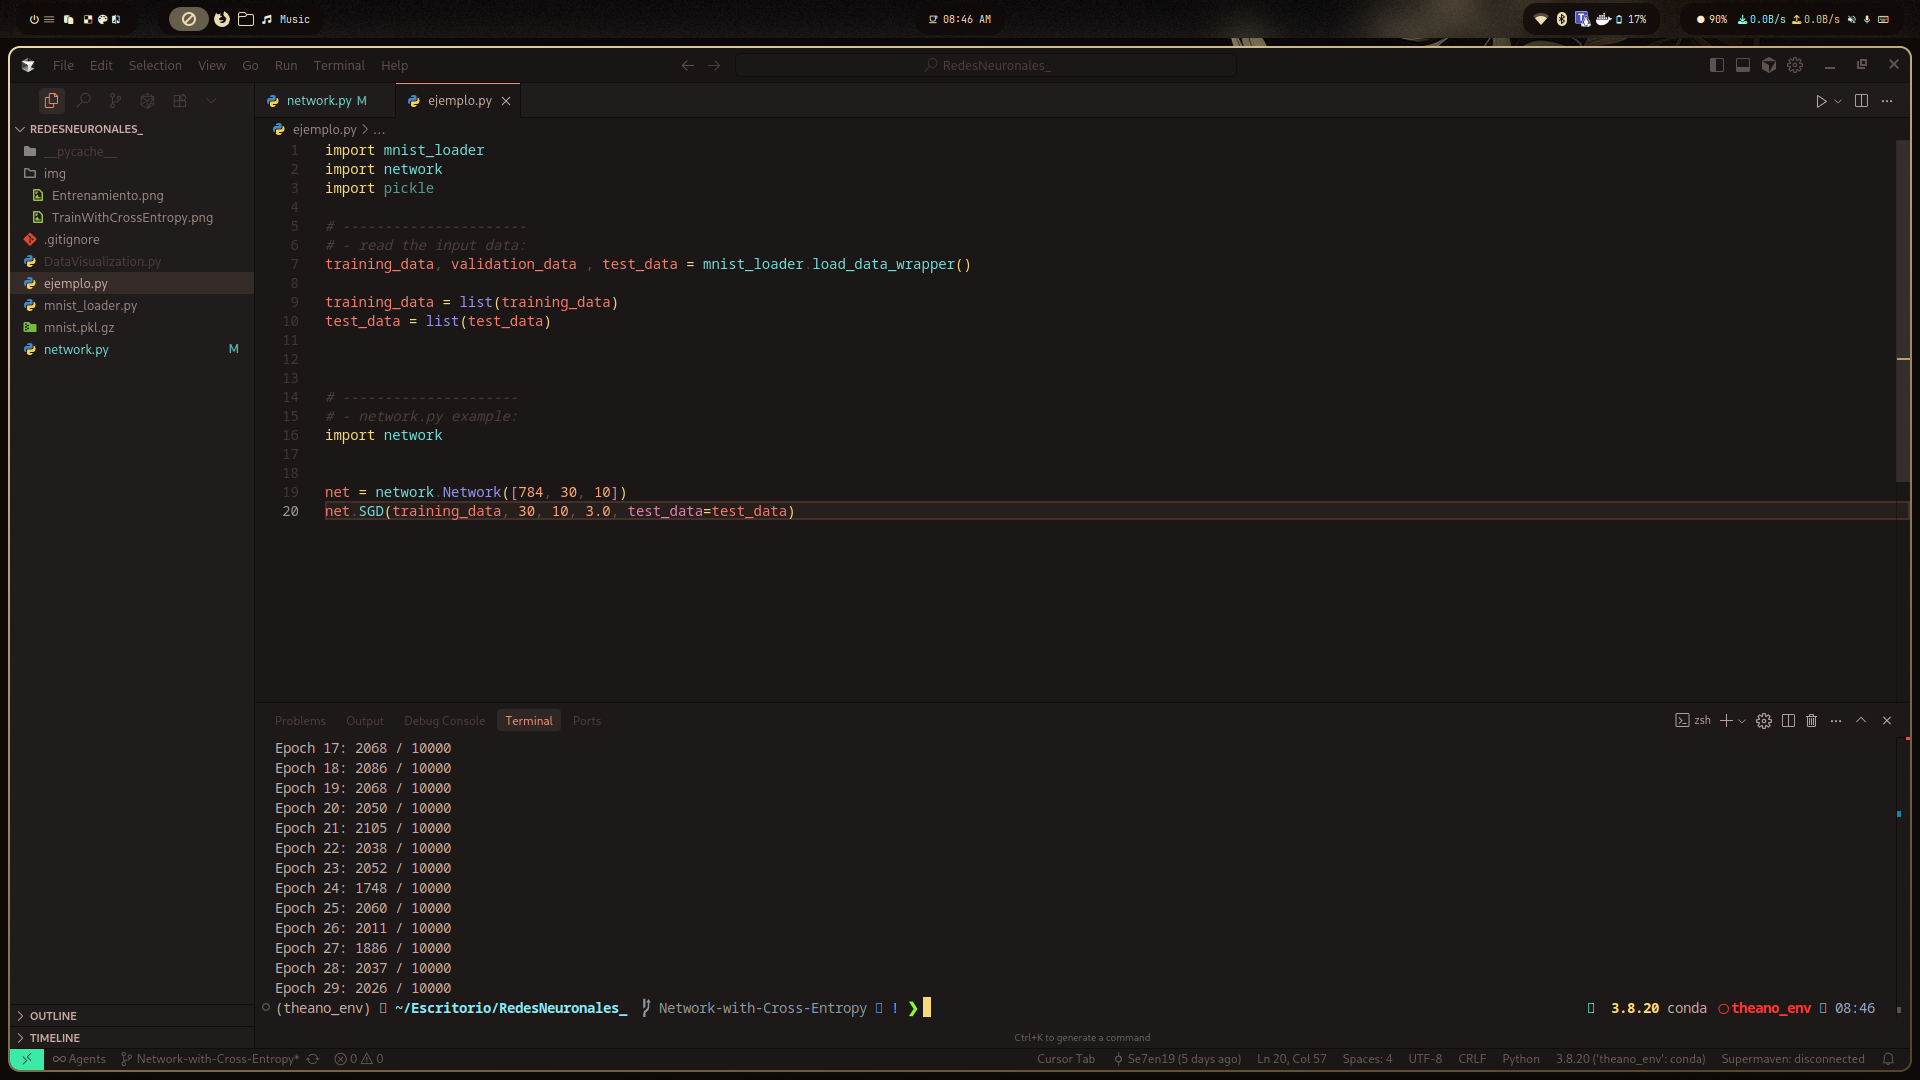 Music
08:46 AM
17%
90% 0.0B/s 0.0B/s
File Edit Selection View Go Run Terminal Help
RedesNeuronales_
REDESNEURONALES_
__pycache__
img
Entrenamiento.png
TrainWithCrossEntropy.png
.gitignore
DataVisualization.py
ejemplo.py
mnist_loader.py
mnist.pkl.gz
network.py M
OUTLINE
TIMELINE
network.py M
ejemplo.py
ejemplo.py > ...
1 import mnist_loader
2 import network
3 import pickle
4
5 # ----------------------
6 # - read the input data:
7 training_data, validation_data , test_data = mnist_loader.load_data_wrapper()
8
9 training_data = list(training_data)
10 test_data = list(test_data)
11
12
13
14 # ---------------------
15 # - network.py example:
16 import network
17
18
19 net = network.Network([784, 30, 10])
20 net.SGD(training_data, 30, 10, 3.0, test_data=test_data)
Problems Output Debug Console Terminal Ports
zsh
Epoch 17: 2068 / 10000
Epoch 18: 2086 / 10000
Epoch 19: 2068 / 10000
Epoch 20: 2050 / 10000
Epoch 21: 2105 / 10000
Epoch 22: 2038 / 10000
Epoch 23: 2052 / 10000
Epoch 24: 1748 / 10000
Epoch 25: 2060 / 10000
Epoch 26: 2011 / 10000
Epoch 27: 1886 / 10000
Epoch 28: 2037 / 10000
Epoch 29: 2026 / 10000
(theano_env) ~/Escritorio/RedesNeuronales_ Network-with-Cross-Entropy ! ❯ 3.8.20 conda theano_env 08:46
Ctrl+K to generate a command
Agents Network-with-Cross-Entropy* 0 0 Cursor Tab Se7en19 (5 days ago) Ln 20, Col 57 Spaces: 4 UTF-8 CRLF Python 3.8.20 ('theano_env': conda) Supermaven: disconnected